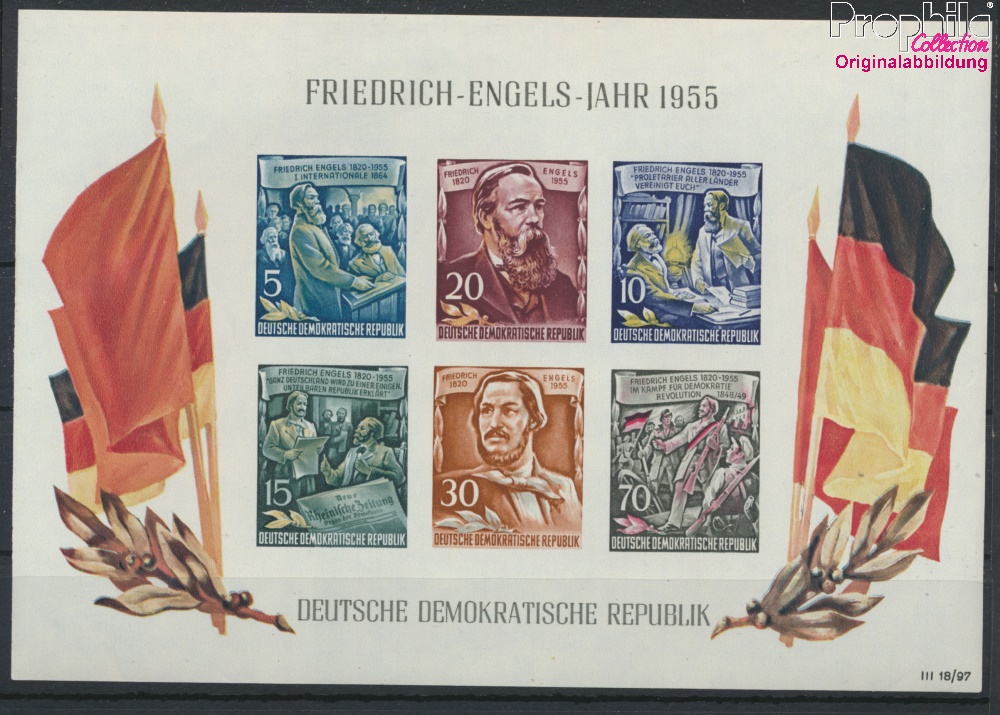 Prophila
Collection
Originalabbildung
FRIEDRICH-ENGELS-JAHR 1955
FRIEDRICH ENGELS 1820-1955
I. INTERNATIONALE 1864
5
DEUTSCHE DEMOKRATISCHE REPUBLIK
FRIEDRICH ENGELS
1820 1955
20
DEUTSCHE DEMOKRATISCHE REPUBLIK
FRIEDRICH ENGELS 1820-1955
"PROLETARIER ALLER LÄNDER
VEREINIGT EUCH"
10
DEUTSCHE DEMOKRATISCHE REPUBLIK
FRIEDRICH ENGELS 1820-1955
"GANZ DEUTSCHLAND WIRD ZU EINER EINIGEN,
UNTEILBAREN REPUBLIK ERKLÄRT"
15
Neue
Rheinische Zeitung
Organ der Demokratie
DEUTSCHE DEMOKRATISCHE REPUBLIK
FRIEDRICH ENGELS
1820 1955
30
DEUTSCHE DEMOKRATISCHE REPUBLIK
FRIEDRICH ENGELS 1820-1955
IM KAMPF FÜR DEMOKRATIE
REVOLUTION 1848/49
70
DEUTSCHE DEMOKRATISCHE REPUBLIK
DEUTSCHE DEMOKRATISCHE REPUBLIK
III 18/97